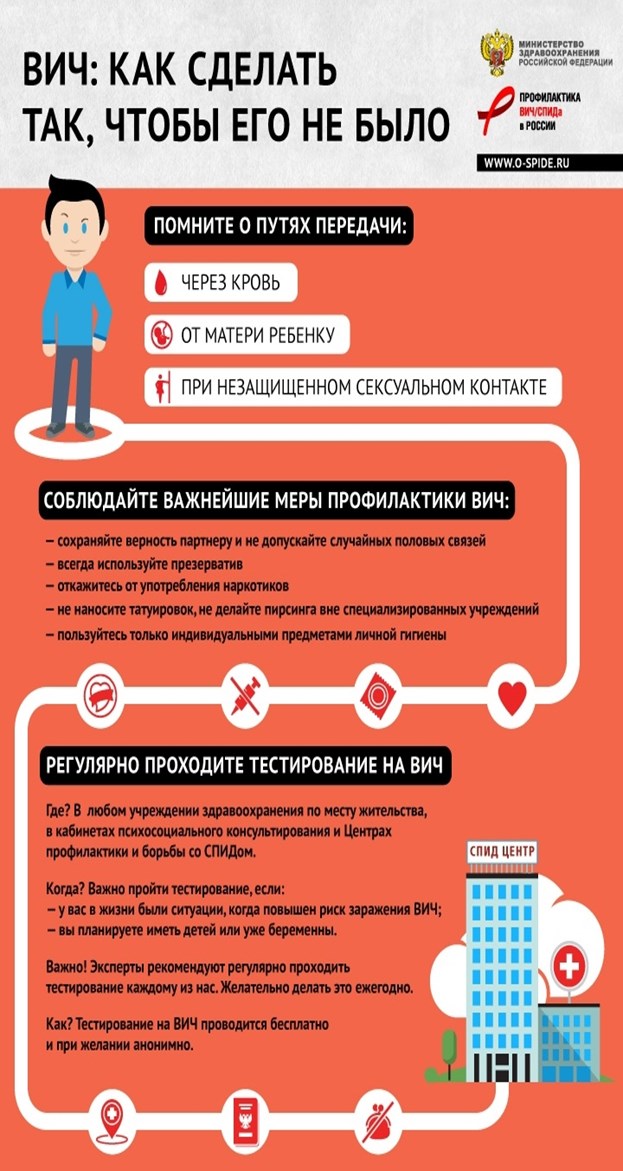 ВИЧ: КАК СДЕЛАТЬ
ТАК, ЧТОБЫ ЕГО НЕ БЫЛО
МИНИСТЕРСТВО
ЗДРАВООХРАНЕНИЯ
РОССИЙСКОЙ ФЕДЕРАЦИИ
ПРОФИЛАКТИКА
ВИЧ/СПИДа
в РОССИИ
WWW.O-SPIDE.RU
ПОМНИТЕ О ПУТЯХ ПЕРЕДАЧИ:
ЧЕРЕЗ КРОВЬ
ОТ МАТЕРИ РЕБЕНКУ
ПРИ НЕЗАЩИЩЕННОМ СЕКСУАЛЬНОМ КОНТАКТЕ
СОБЛЮДАЙТЕ ВАЖНЕЙШИЕ МЕРЫ ПРОФИЛАКТИКИ ВИЧ:
– сохраняйте верность партнеру и не допускайте случайных половых связей
– всегда используйте презерватив
– откажитесь от употребления наркотиков
– не наносите татуировок, не делайте пирсинга вне специализированных учреждений
– пользуйтесь только индивидуальными предметами личной гигиены
РЕГУЛЯРНО ПРОХОДИТЕ ТЕСТИРОВАНИЕ НА ВИЧ
Где? В любом учреждении здравоохранения по месту жительства,
в кабинетах психосоциального консультирования и Центрах
профилактики и борьбы со СПИДом.
Когда? Важно пройти тестирование, если:
– у вас в жизни были ситуации, когда повышен риск заражения ВИЧ;
– вы планируете иметь детей или уже беременны.
Важно! Эксперты рекомендуют регулярно проходить
тестирование каждому из нас. Желательно делать это ежегодно.
Как? Тестирование на ВИЧ проводится бесплатно
и при желании анонимно.
СПИД ЦЕНТР